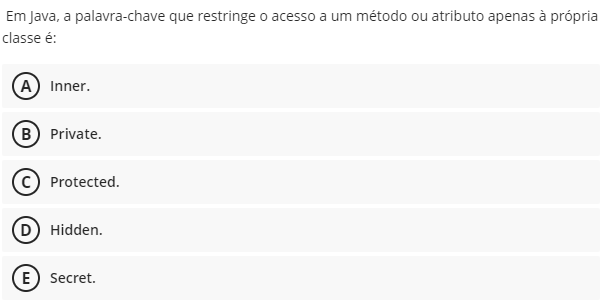 Em Java, a palavra-chave que restringe o acesso a um método ou atributo apenas à própria
classe é:
A Inner.
B Private.
C Protected.
D Hidden.
E Secret.